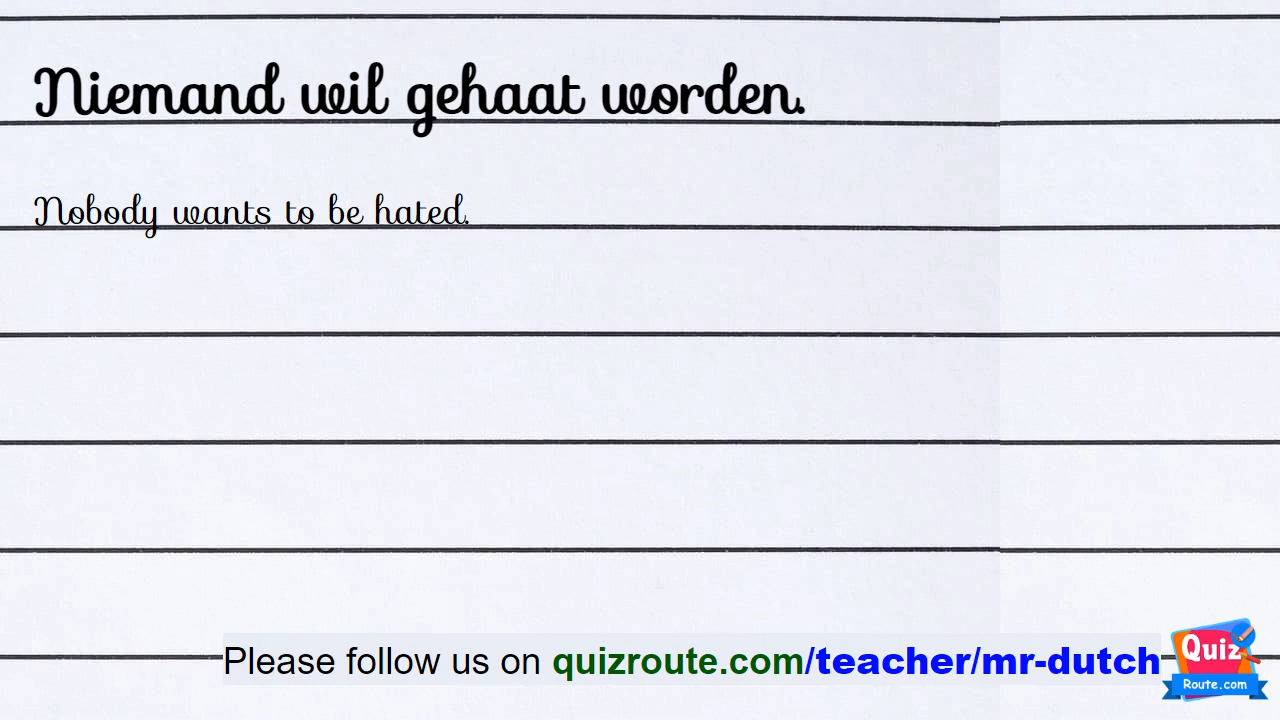 Niemand wil gehaat worden.
Nobody wants to be hated.
Please follow us on quizroute.com/teacher/mr-dutch
Quiz
Route.com